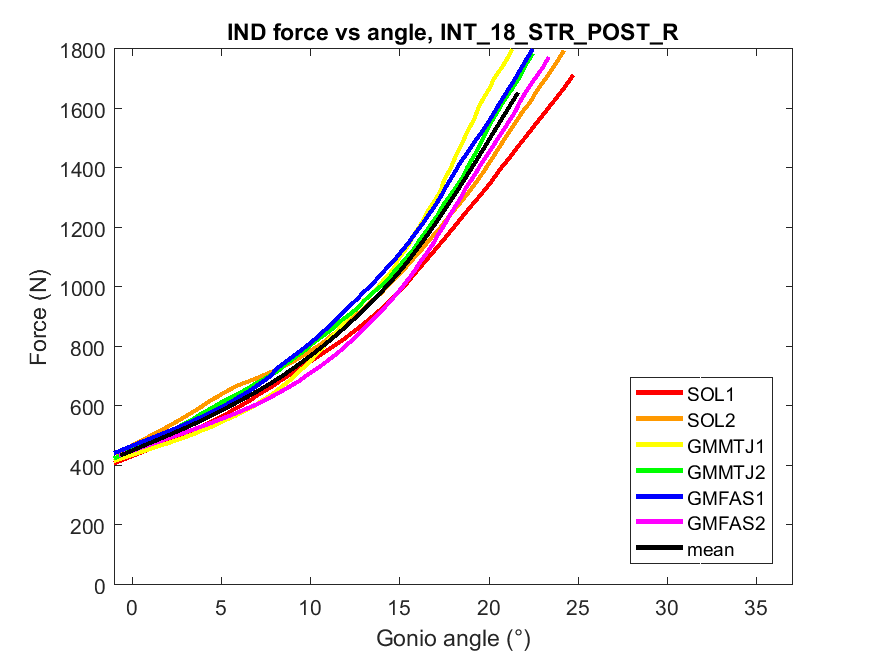 IND force vs angle, INT_18_STR_POST_R
1800
1600
1400
1200
1000
800
600
400
200
0
Force (N)
0 5 10 15 20 25 30 35
Gonio angle (°)
SOL1
SOL2
GMMTJ1
GMMTJ2
GMFAS1
GMFAS2
mean